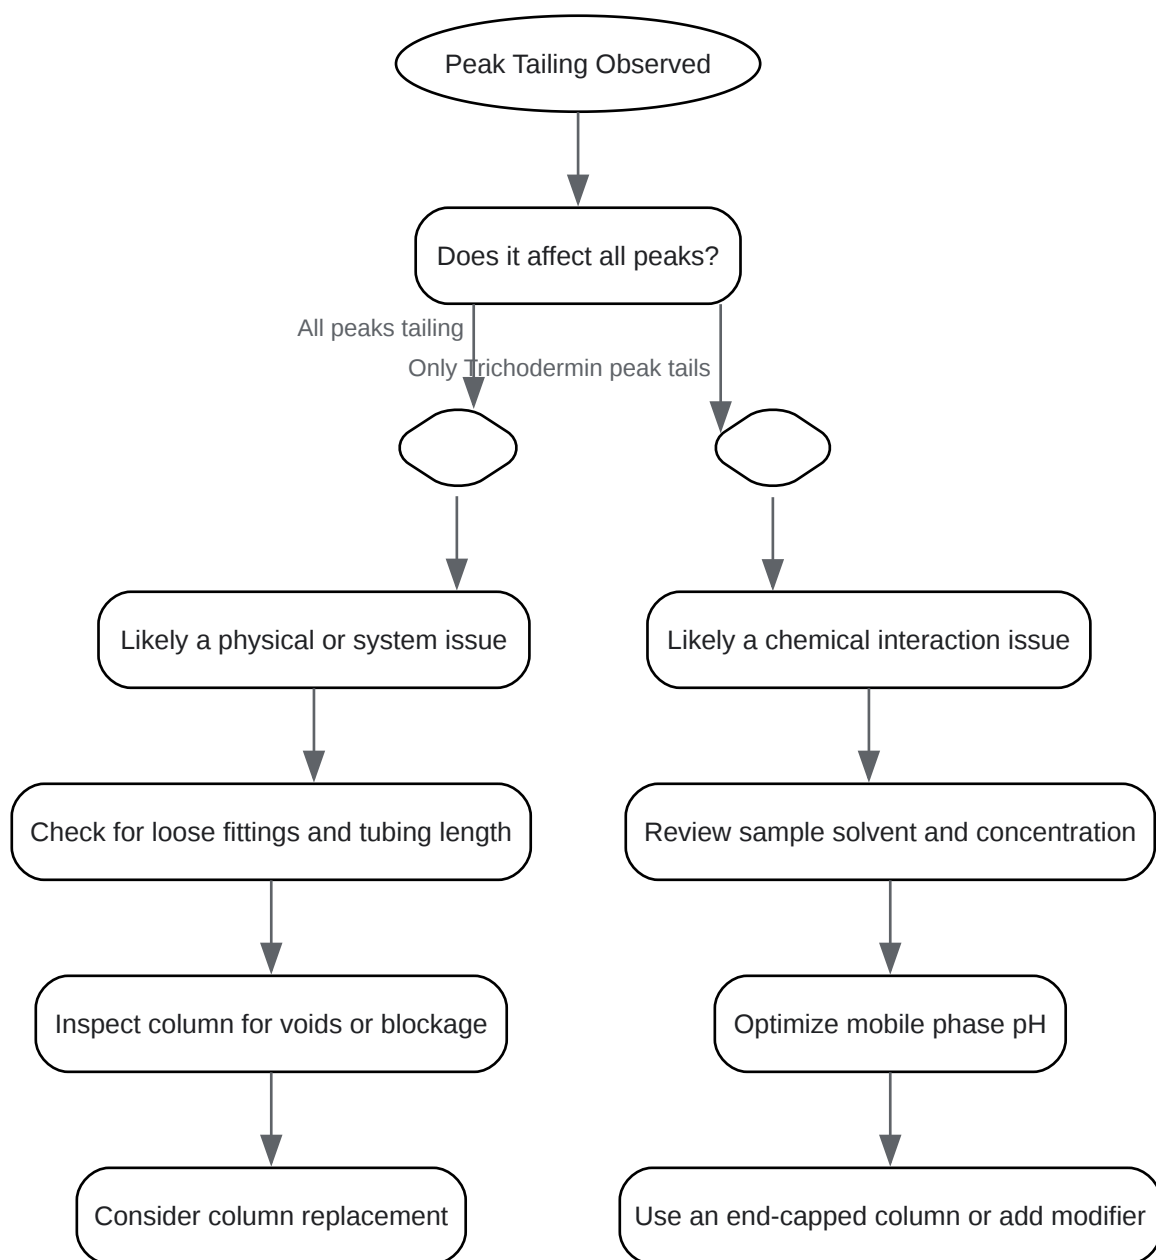 Peak Tailing Observed
Does it affect all peaks?
All peaks tailing
Only Trichodermin peak tails
Likely a physical or system issue
Likely a chemical interaction issue
Check for loose fittings and tubing length
Review sample solvent and concentration
Inspect column for voids or blockage
Optimize mobile phase pH
Consider column replacement
Use an end-capped column or add modifier